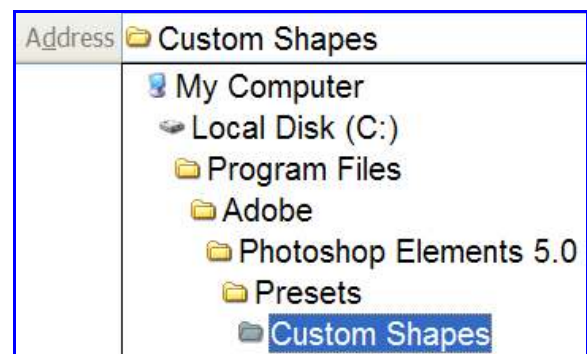 Address Custom Shapes
My Computer
Local Disk (C:)
Program Files
Adobe
Photoshop Elements 5.0
Presets
Custom Shapes